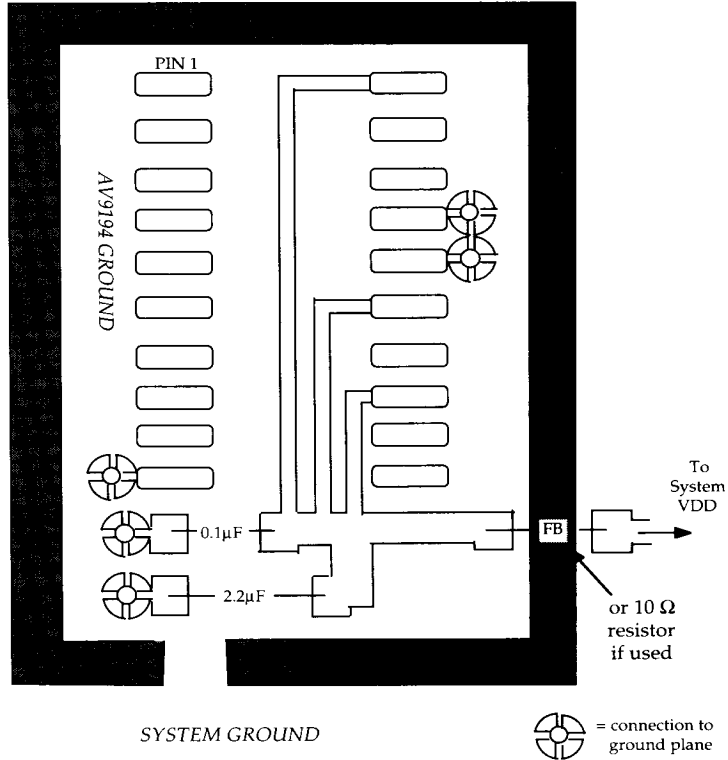 PIN 1
AV9194 GROUND
0.1µF
2.2µF
FB
To
System
VDD
or 10 Ω
resistor
if used
SYSTEM GROUND
= connection to
ground plane